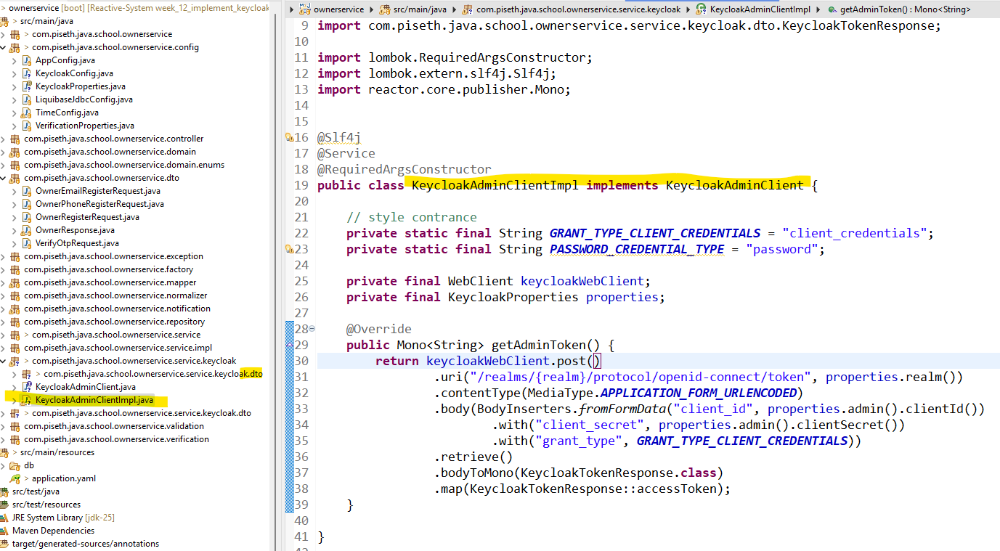 ownerservice [boot] [Reactive-System week_12_implement_keycloak
src/main/java
com.piseth.java.school.ownerservice
com.piseth.java.school.ownerservice.config
AppConfig.java
KeycloakConfig.java
KeycloakProperties.java
LiquibaseJdbcConfig.java
TimeConfig.java
VerificationProperties.java
com.piseth.java.school.ownerservice.controller
com.piseth.java.school.ownerservice.domain
com.piseth.java.school.ownerservice.domain.enums
com.piseth.java.school.ownerservice.dto
OwnerEmailRegisterRequest.java
OwnerPhoneRegisterRequest.java
OwnerRegisterRequest.java
OwnerResponse.java
VerifyOtpRequest.java
com.piseth.java.school.ownerservice.exception
com.piseth.java.school.ownerservice.factory
com.piseth.java.school.ownerservice.mapper
com.piseth.java.school.ownerservice.normalizer
com.piseth.java.school.ownerservice.notification
com.piseth.java.school.ownerservice.repository
> com.piseth.java.school.ownerservice.service
com.piseth.java.school.ownerservice.service.impl
> com.piseth.java.school.ownerservice.service.keycloak
> com.piseth.java.school.ownerservice.service.keycloak.dto
KeycloakAdminClient.java
KeycloakAdminClientImpl.java
> com.piseth.java.school.ownerservice.service.keycloak.dto
com.piseth.java.school.ownerservice.validation
com.piseth.java.school.ownerservice.verification
> src/main/resources
db
> application.yaml
src/test/java
src/test/resources
JRE System Library [jdk-25]
Maven Dependencies
target/generated-sources/annotations
ownerservice src/main/java com.piseth.java.school.ownerservice.service.keycloak KeycloakAdminClientImpl getAdminToken() : Mono<String>
9 import com.piseth.java.school.ownerservice.service.keycloak.dto.KeycloakTokenResponse;
10
11 import lombok.RequiredArgsConstructor;
12 import lombok.extern.slf4j.Slf4j;
13 import reactor.core.publisher.Mono;
14
15
16 @Slf4j
17 @Service
18 @RequiredArgsConstructor
19 public class KeycloakAdminClientImpl implements KeycloakAdminClient {
20
21 // style contrance
22 private static final String GRANT_TYPE_CLIENT_CREDENTIALS = "client_credentials";
23 private static final String PASSWORD_CREDENTIAL_TYPE = "password";
24
25 private final WebClient keycloakWebClient;
26 private final KeycloakProperties properties;
27
28 @Override
29 public Mono<String> getAdminToken() {
30 return keycloakWebClient.post()
31 .uri("/realms/{realm}/protocol/openid-connect/token", properties.realm())
32 .contentType(MediaType.APPLICATION_FORM_URLENCODED)
33 .body(BodyInserters.fromFormData("client_id", properties.admin().clientId())
34 .with("client_secret", properties.admin().clientSecret())
35 .with("grant_type", GRANT_TYPE_CLIENT_CREDENTIALS))
36 .retrieve()
37 .bodyToMono(KeycloakTokenResponse.class)
38 .map(KeycloakTokenResponse::accessToken);
39 }
40
41 }